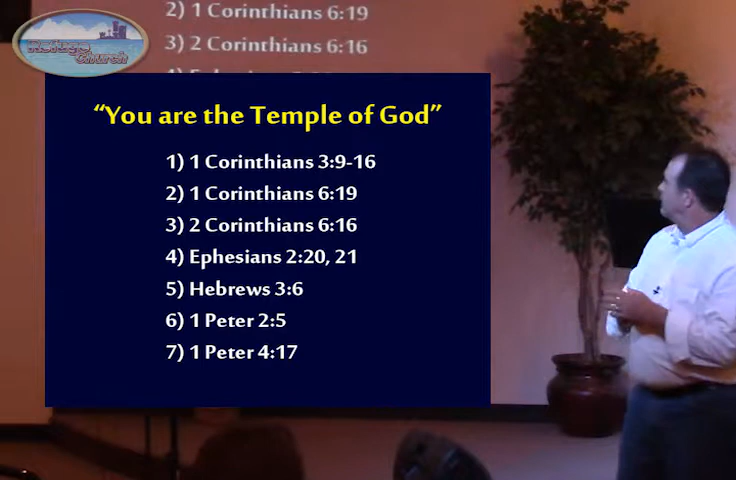 Refuge
Church
2) 1 Corinthians 6:19
3) 2 Corinthians 6:16
“You are the Temple of God”
1) 1 Corinthians 3:9-16
2) 1 Corinthians 6:19
3) 2 Corinthians 6:16
4) Ephesians 2:20, 21
5) Hebrews 3:6
6) 1 Peter 2:5
7) 1 Peter 4:17